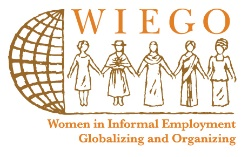 WIEGO
Women in Informal Employment
Globalizing and Organizing